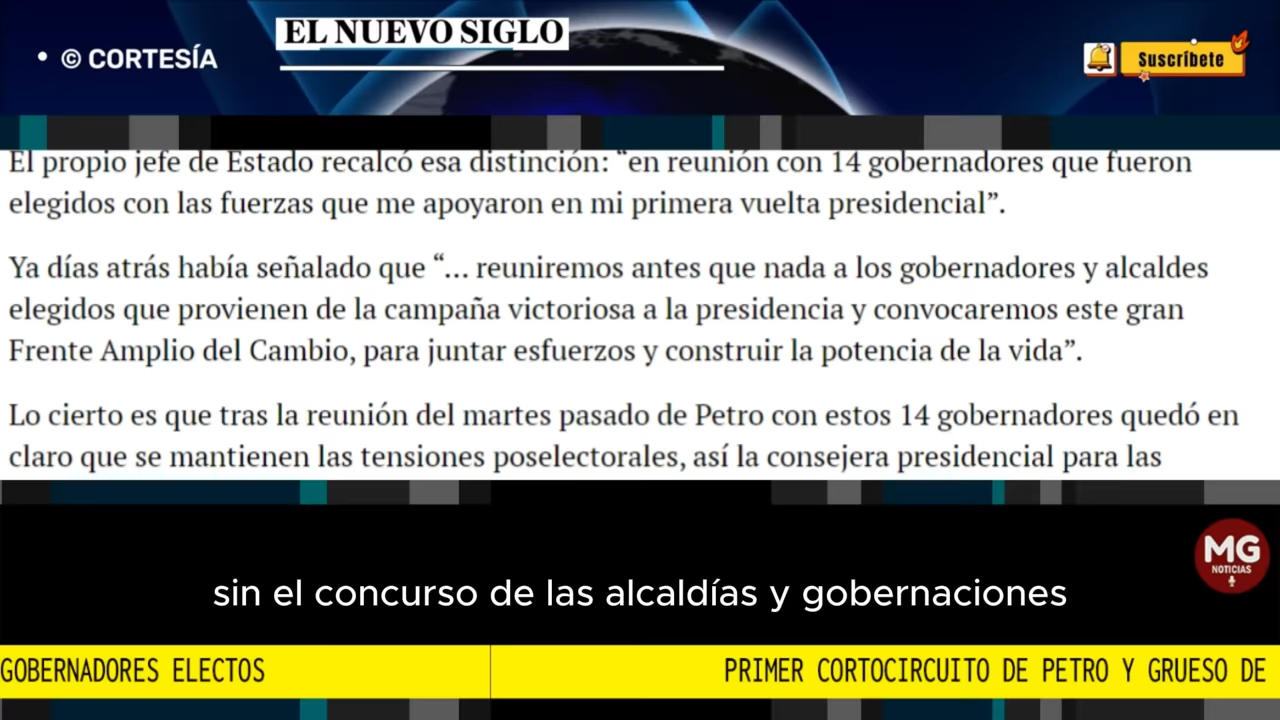 © CORTESÍA
EL NUEVO SIGLO
Suscríbete
El propio jefe de Estado recalcó esa distinción: “en reunión con 14 gobernadores que fueron
elegidos con las fuerzas que me apoyaron en mi primera vuelta presidencial”.
Ya días atrás había señalado que “… reuniremos antes que nada a los gobernadores y alcaldes
elegidos que provienen de la campaña victoriosa a la presidencia y convocaremos este gran
Frente Amplio del Cambio, para juntar esfuerzos y construir la potencia de la vida”.
Lo cierto es que tras la reunión del martes pasado de Petro con estos 14 gobernadores quedó en
claro que se mantienen las tensiones poselectorales, así la consejera presidencial para las
MG
NOTICIAS
sin el concurso de las alcaldías y gobernaciones
GOBERNADORES ELECTOS
PRIMER CORTOCIRCUITO DE PETRO Y GRUESO DE